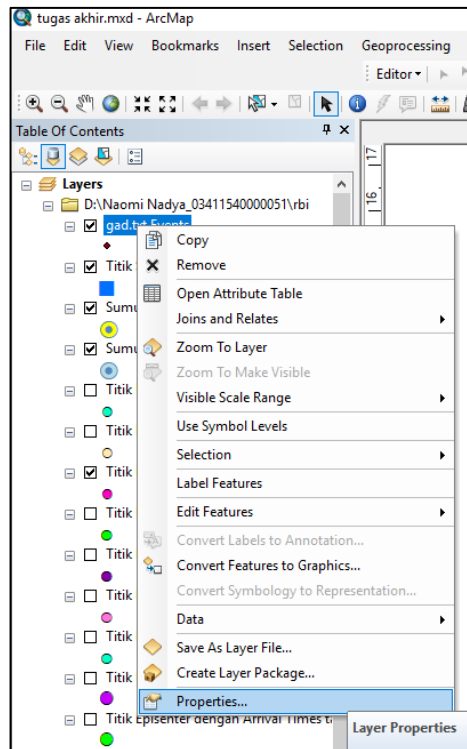 tugas akhir.mxd - ArcMap
File Edit View Bookmarks Insert Selection Geoprocessing
Editor
Table Of Contents
17
16
Layers
D:\Naomi Nadya_03411540000051\rbi
gad.txt Events
Copy
Titik
Remove
Open Attribute Table
Sumu
Joins and Relates
Sumu
Zoom To Layer
Zoom To Make Visible
Titik
Visible Scale Range
Titik
Use Symbol Levels
Selection
Titik
Label Features
Titik
Edit Features
Convert Labels to Annotation...
Titik
Convert Features to Graphics...
Titik
Convert Symbology to Representation...
Data
Titik
Save As Layer File...
Titik
Create Layer Package...
Properties...
Titik Episenter dengan Arrival Times ta
Layer Properties